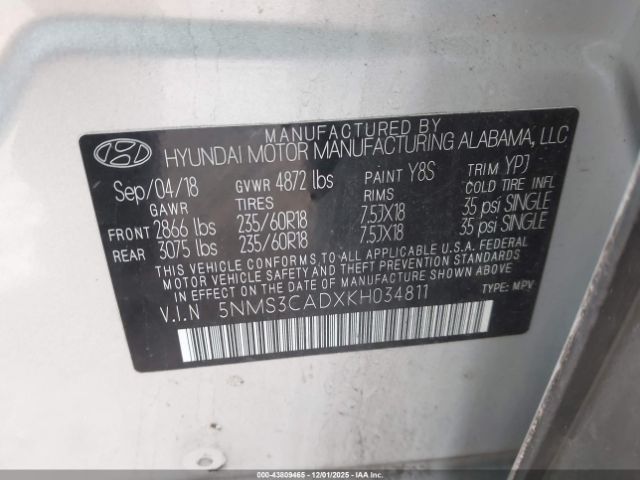 MANUFACTURED BY
HYUNDAI MOTOR MANUFACTURING ALABAMA, LLC
Sep/04/18 GVWR 4872 lbs PAINT Y8S TRIM YPJ
GAWR TIRES RIMS COLD TIRE INFL
FRONT 2866 lbs 235/60R18 7.5JX18 35 psi SINGLE
REAR 3075 lbs 235/60R18 7.5JX18 35 psi SINGLE
THIS VEHICLE CONFORMS TO ALL APPLICABLE U.S.A. FEDERAL
MOTOR VEHICLE SAFETY AND THEFT PREVENTION STANDARDS
IN EFFECT ON THE DATE OF MANUFACTURE SHOWN ABOVE.
V.I.N 5NMS3CADXKH034811 TYPE: MPV
000-43809465 - 12/01/2025 - IAAI.COM